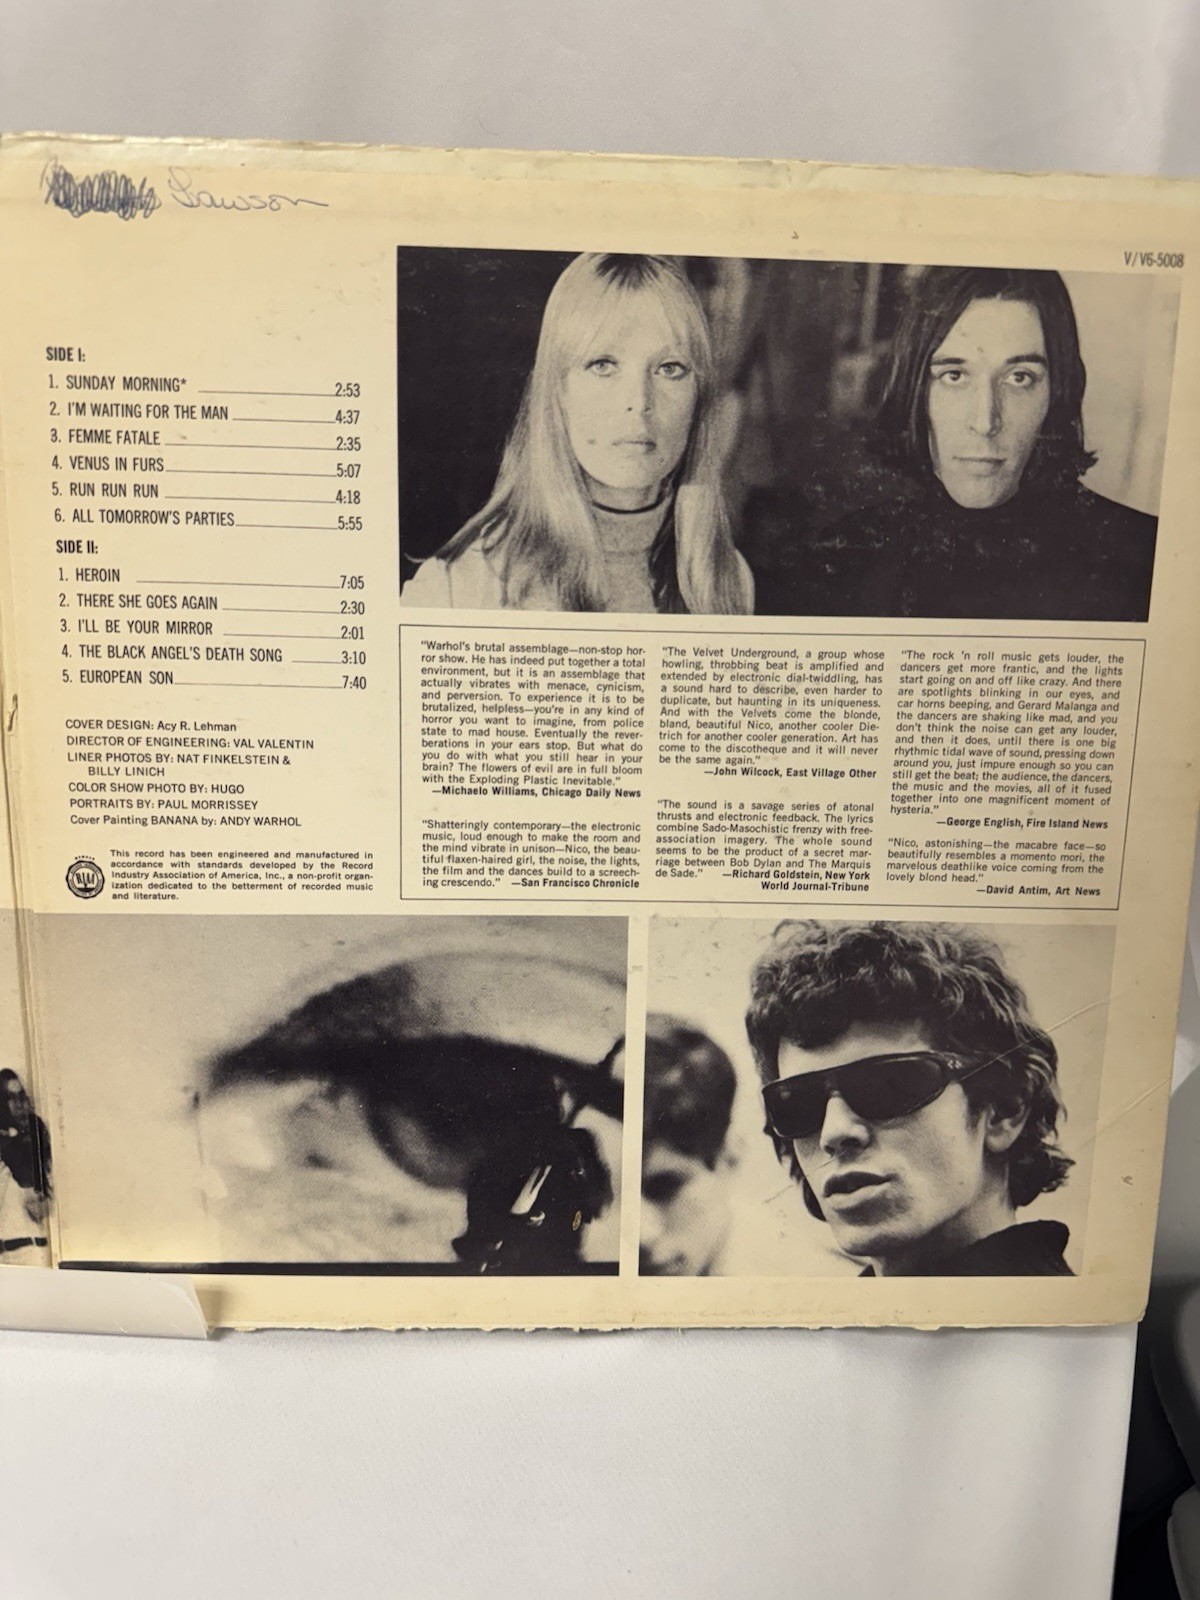 Lawson
V/V6-5008
SIDE I:
1. SUNDAY MORNING* 2:53
2. I'M WAITING FOR THE MAN 4:37
3. FEMME FATALE 2:35
4. VENUS IN FURS 5:07
5. RUN RUN RUN 4:18
6. ALL TOMORROW'S PARTIES 5:55
SIDE II:
1. HEROIN 7:05
2. THERE SHE GOES AGAIN 2:30
3. I'LL BE YOUR MIRROR 2:01
4. THE BLACK ANGEL'S DEATH SONG 3:10
5. EUROPEAN SON 7:40
COVER DESIGN: Acy R. Lehman
DIRECTOR OF ENGINEERING: VAL VALENTIN
LINER PHOTOS BY: NAT FINKELSTEIN &
BILLY LINICH
COLOR SHOW PHOTO BY: HUGO
PORTRAITS BY: PAUL MORRISSEY
Cover Painting BANANA by: ANDY WARHOL
RIAA
This record has been engineered and manufactured in
accordance with standards developed by the Record
Industry Association of America, Inc., a non-profit organ-
ization dedicated to the betterment of recorded music
and literature.
"Warhol's brutal assemblage—non-stop hor-
ror show. He has indeed put together a total
environment, but it is an assemblage that
actually vibrates with menace, cynicism,
and perversion. To experience it is to be
brutalized, helpless—you're in any kind of
horror you want to imagine, from police
state to mad house. Eventually the rever-
berations in your ears stop. But what do
you do with what you still hear in your
brain? The flowers of evil are in full bloom
with the Exploding Plastic Inevitable."
—Michaelo Williams, Chicago Daily News
"Shatteringly contemporary—the electronic
music, loud enough to make the room and
the mind vibrate in unison—Nico, the beau-
tiful flaxen-haired girl, the noise, the lights,
the film and the dances build to a screech-
ing crescendo." —San Francisco Chronicle
"The Velvet Underground, a group whose
howling, throbbing beat is amplified and
extended by electronic dial-twiddling, has
a sound hard to describe, even harder to
duplicate, but haunting in its uniqueness.
And with the Velvets come the blonde,
bland, beautiful Nico, another cooler Die-
trich for another cooler generation. Art has
come to the discotheque and it will never
be the same again."
—John Wilcock, East Village Other
"The sound is a savage series of atonal
thrusts and electronic feedback. The lyrics
combine Sado-Masochistic frenzy with free-
association imagery. The whole sound
seems to be the product of a secret mar-
riage between Bob Dylan and The Marquis
de Sade." —Richard Goldstein, New York
World Journal-Tribune
"The rock 'n roll music gets louder, the
dancers get more frantic, and the lights
start going on and off like crazy. And there
are spotlights blinking in our eyes, and
car horns beeping, and Gerard Malanga and
the dancers are shaking like mad, and you
don't think the noise can get any louder,
and then it does, until there is one big
rhythmic tidal wave of sound, pressing down
around you, just impure enough so you can
still get the beat; the audience, the dancers,
the music and the movies, all of it fused
together into one magnificent moment of
hysteria."
—George English, Fire Island News
"Nico, astonishing—the macabre face—so
beautifully resembles a momento mori, the
marvelous deathlike voice coming from the
lovely blond head."
—David Antim, Art News